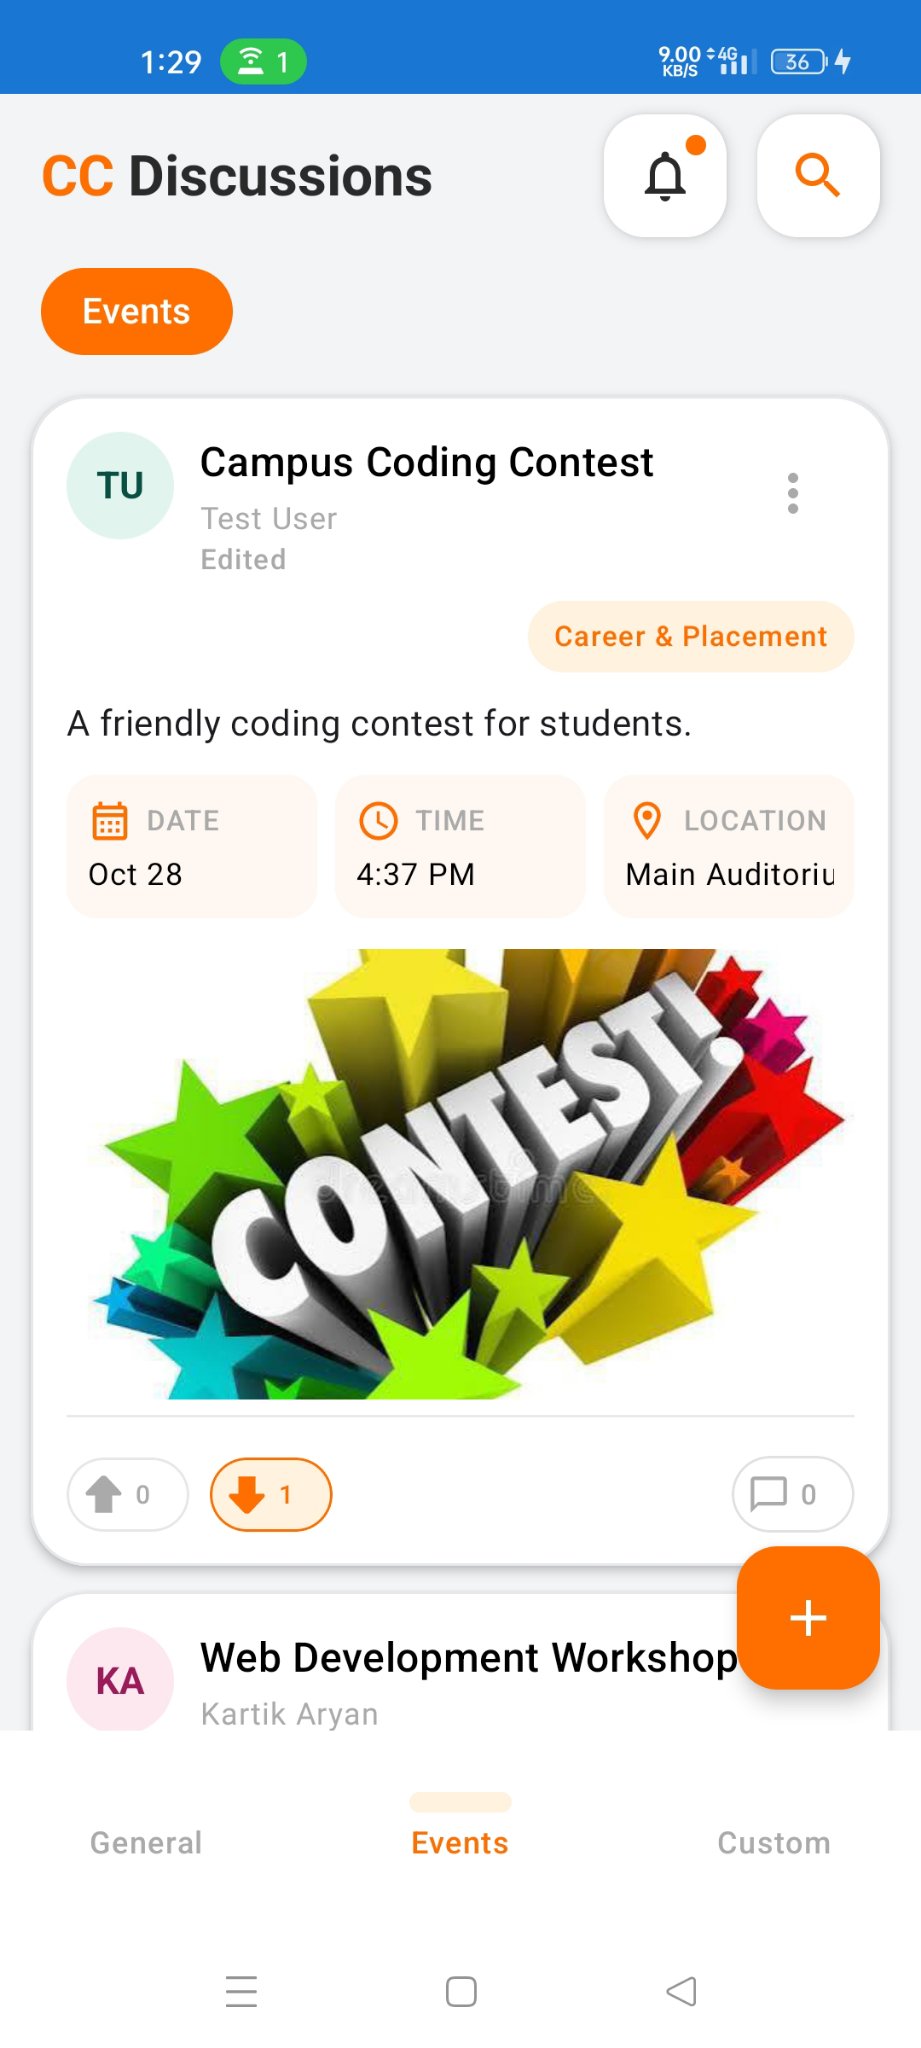 1:29
1
9.00
KB/S
4G
36
CC Discussions
Events
TU
Campus Coding Contest
Test User
Edited
Career & Placement
A friendly coding contest for students.
DATE
TIME
LOCATION
Oct 28
4:37 PM
Main Auditoriu
CONTEST!
dreamstime
0
1
0
+
KA
Web Development Workshop
Kartik Aryan
General
Events
Custom